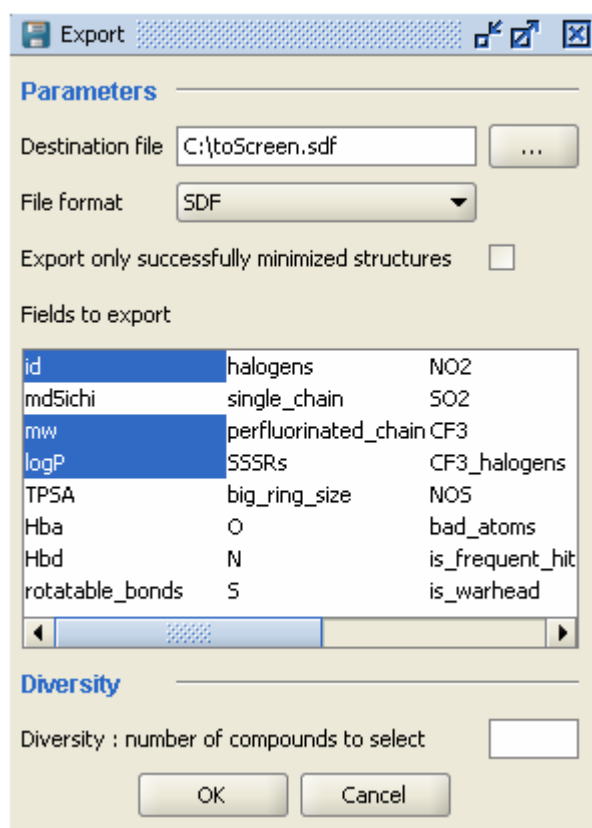 Export
Parameters
Destination file C:\toScreen.sdf ...
File format SDF
Export only successfully minimized structures
Fields to export
id halogens NO2
md5ichi single_chain SO2
mw perfluorinated_chain CF3
logP SSSRs CF3_halogens
TPSA big_ring_size NOS
Hba O bad_atoms
Hbd N is_frequent_hit
rotatable_bonds S is_warhead
Diversity
Diversity : number of compounds to select
OK Cancel